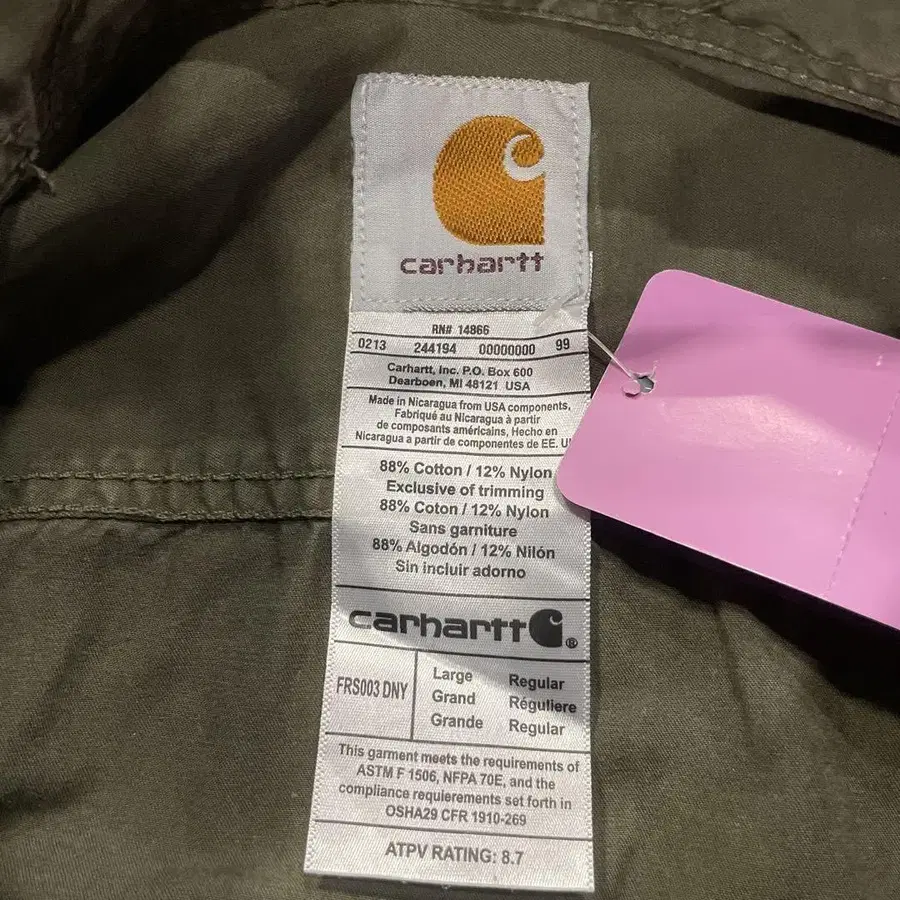 carhartt
RN# 14866
0213 244194 00000000 99
Carhartt, Inc. P.O. Box 600
Dearboen, MI 48121 USA
Made in Nicaragua from USA components,
Fabriqué au Nicaragua à partir
de composants américains, Hecho en
Nicaragua a partir de componentes de EE. U
88% Cotton / 12% Nylon
Exclusive of trimming
88% Coton / 12% Nylon
Sans garniture
88% Algodón / 12% Nilón
Sin incluir adorno
carhartt ®
FRS003 DNY
Large Regular
Grand Réguliere
Grande Regular
This garment meets the requirements of
ASTM F 1506, NFPA 70E, and the
compliance requierements set forth in
OSHA29 CFR 1910-269
ATPV RATING: 8.7